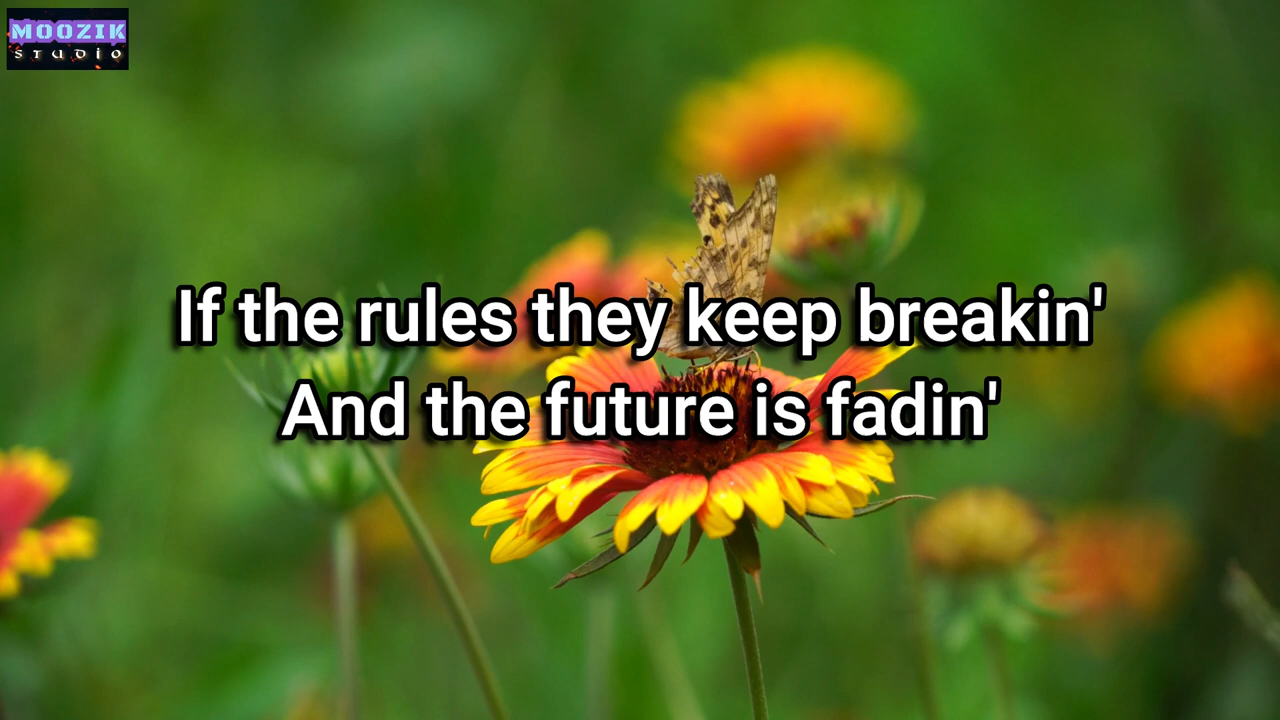 MOOZIK
STUDIO
If the rules they keep breakin'
And the future is fadin'